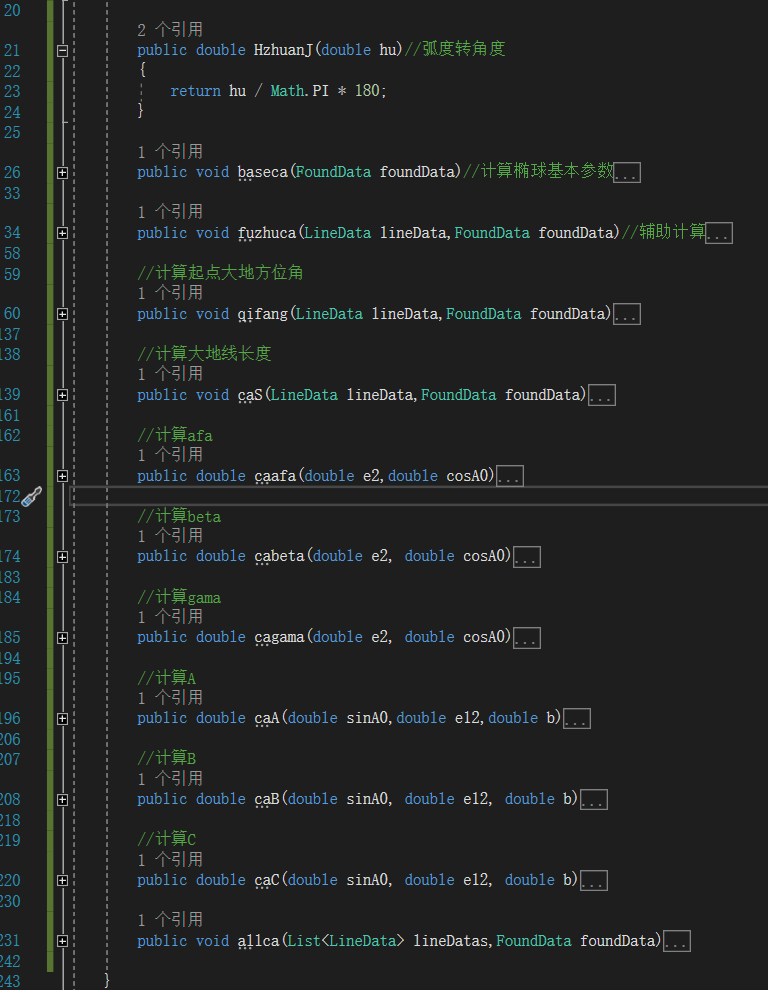 20
2 个引用
21 public double HzhuanJ(double hu)//弧度转角度
22 {
23 return hu / Math.PI * 180;
24 }
25
1 个引用
26 public void baseca(FoundData foundData)//计算椭球基本参数...
33
1 个引用
34 public void fuzhuca(LineData lineData,FoundData foundData)//辅助计算...
58
59 //计算起点大地方位角
1 个引用
60 public void qifang(LineData lineData,FoundData foundData)...
137
138 //计算大地线长度
1 个引用
139 public void caS(LineData lineData,FoundData foundData)...
161
162 //计算afa
1 个引用
163 public double caafa(double e2,double cosA0)...
172
173 //计算beta
1 个引用
174 public double cabeta(double e2, double cosA0)...
183
184 //计算gama
1 个引用
185 public double cagama(double e2, double cosA0)...
194
195 //计算A
1 个引用
196 public double caA(double sinA0,double e12,double b)...
206
207 //计算B
1 个引用
208 public double caB(double sinA0, double e12, double b)...
218
219 //计算C
1 个引用
220 public double caC(double sinA0, double e12, double b)...
230
1 个引用
231 public void allca(List<LineData> lineDatas,FoundData foundData)...
242
243 }